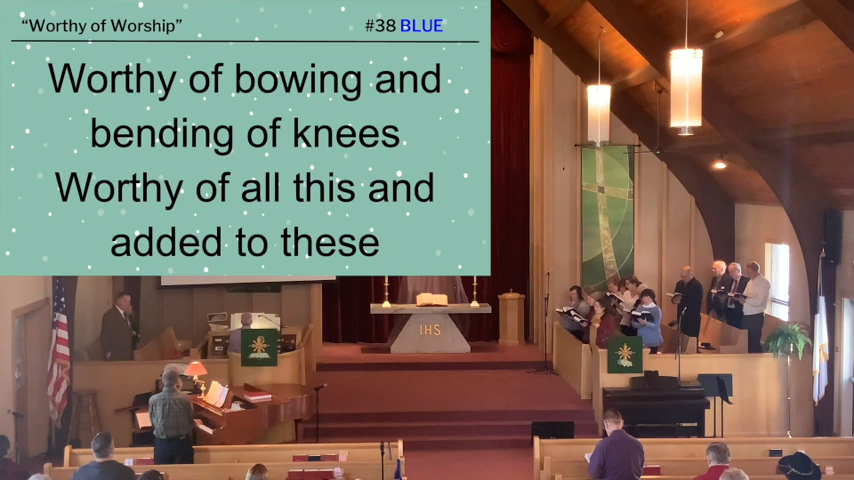 “Worthy of Worship” #38 BLUE
Worthy of bowing and
bending of knees
Worthy of all this and
added to these
IHS